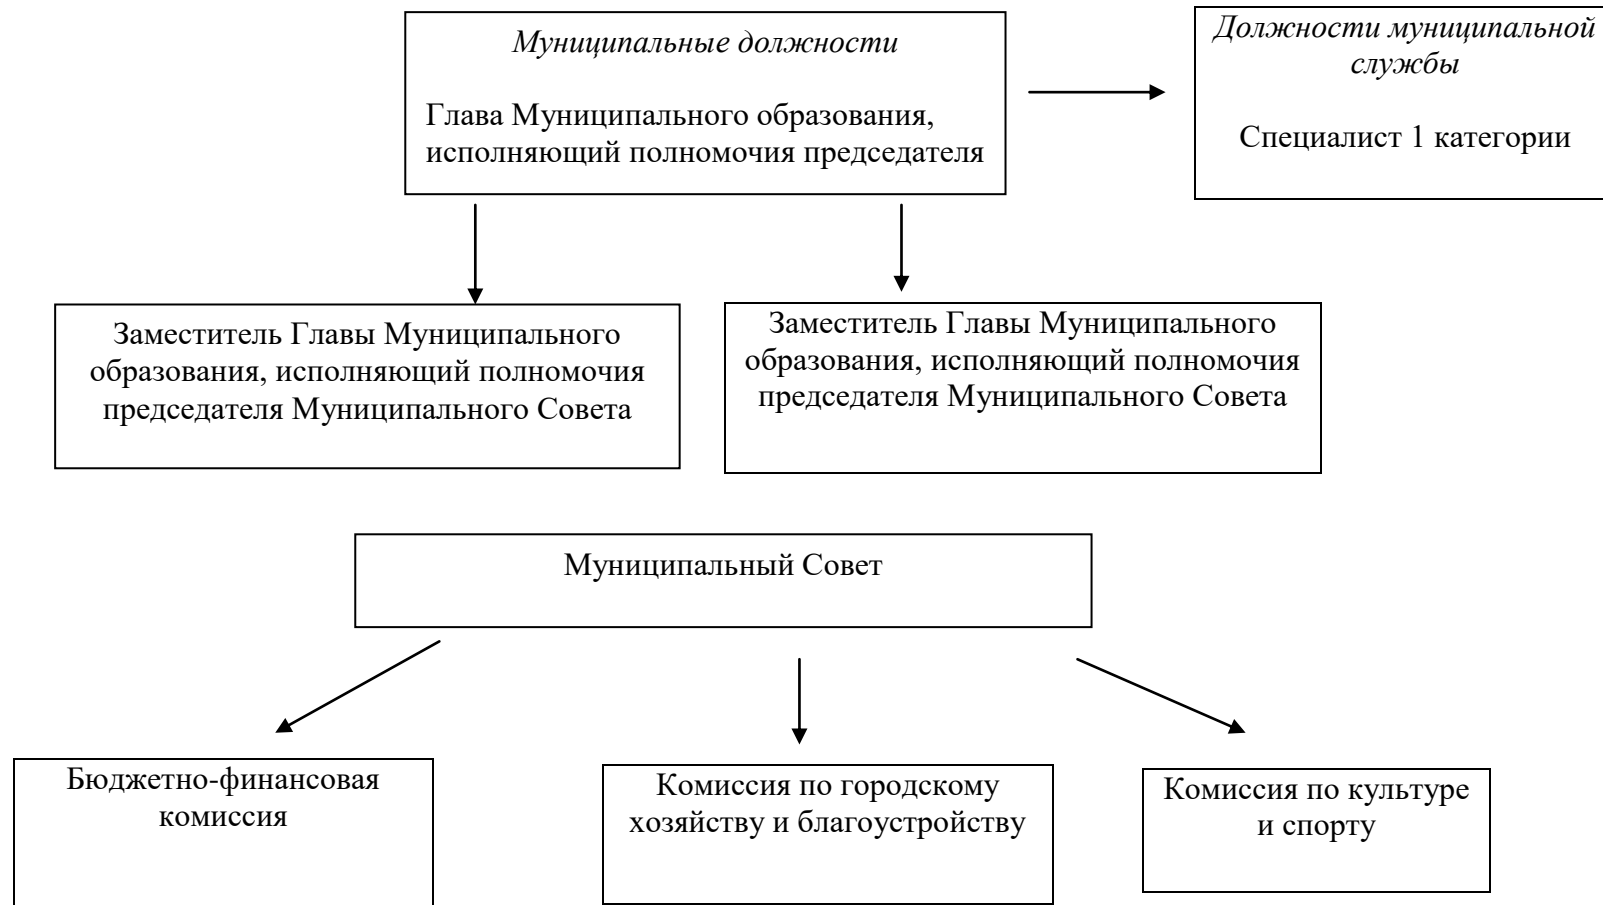 Муниципальные должности
Глава Муниципального образования,
исполняющий полномочия председателя
Должности муниципальной
службы
Специалист 1 категории
Заместитель Главы Муниципального
образования, исполняющий полномочия
председателя Муниципального Совета
Заместитель Главы Муниципального
образования, исполняющий полномочия
председателя Муниципального Совета
Муниципальный Совет
Бюджетно-финансовая
комиссия
Комиссия по городскому
хозяйству и благоустройству
Комиссия по культуре
и спорту